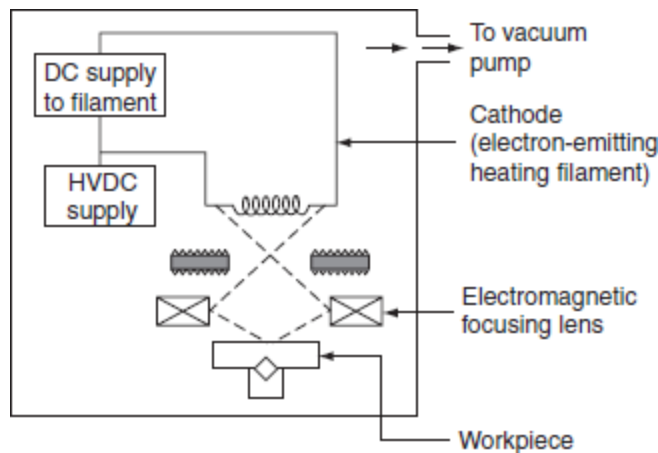 To vacuum
pump
DC supply
to filament
Cathode
(electron-emitting
heating filament)
HVDC
supply
Electromagnetic
focusing lens
Workpiece